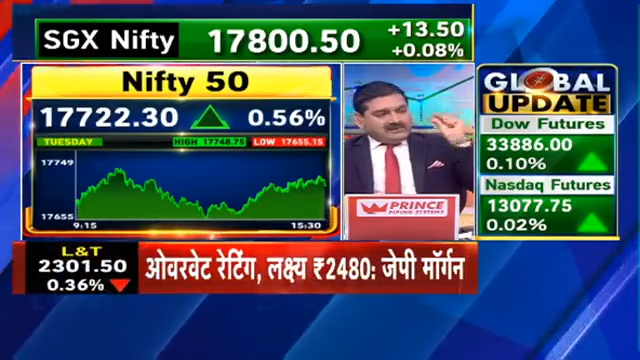 SGX Nifty 17800.50 +13.50
+0.08%
Nifty 50
17722.30 0.56%
TUESDAY HIGH 17748.75 LOW 17655.15
17749
17655
9:15 15:30
PRINCE
PIPING SYSTEMS
GLOBAL
UPDATE
Dow Futures
33886.00
0.10%
Nasdaq Futures
13077.75
0.02%
L&T
2301.50
0.36%
ओवरवेट रेटिंग, लक्ष्य ₹2480: जेपी मॉर्गन